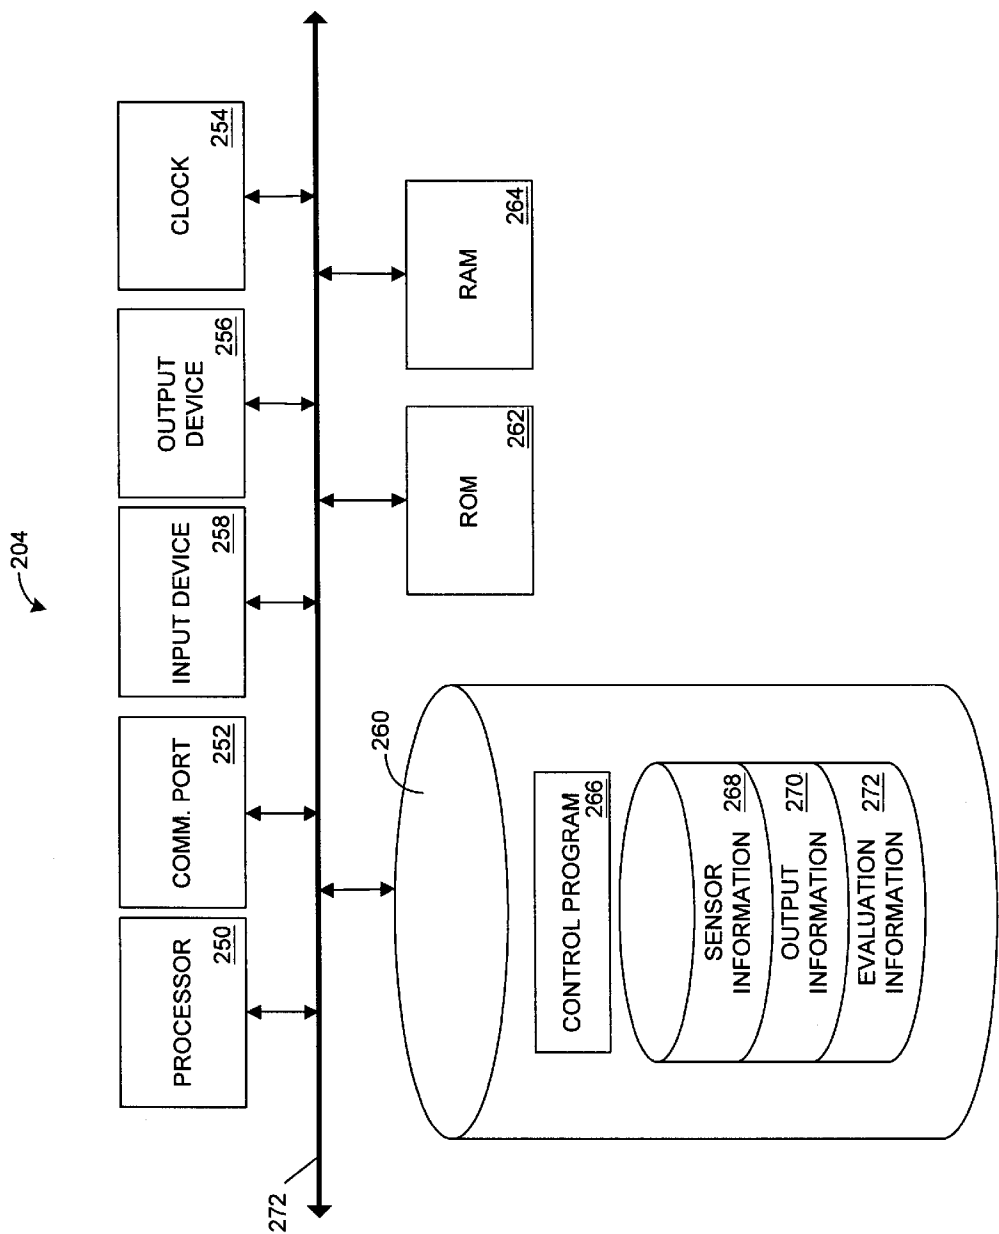 204
PROCESSOR
250
COMM. PORT
252
INPUT DEVICE
258
OUTPUT
DEVICE
256
CLOCK
254
272
260
ROM
262
RAM
264
CONTROL PROGRAM
266
SENSOR
INFORMATION 268
OUTPUT
INFORMATION 270
EVALUATION
INFORMATION 272